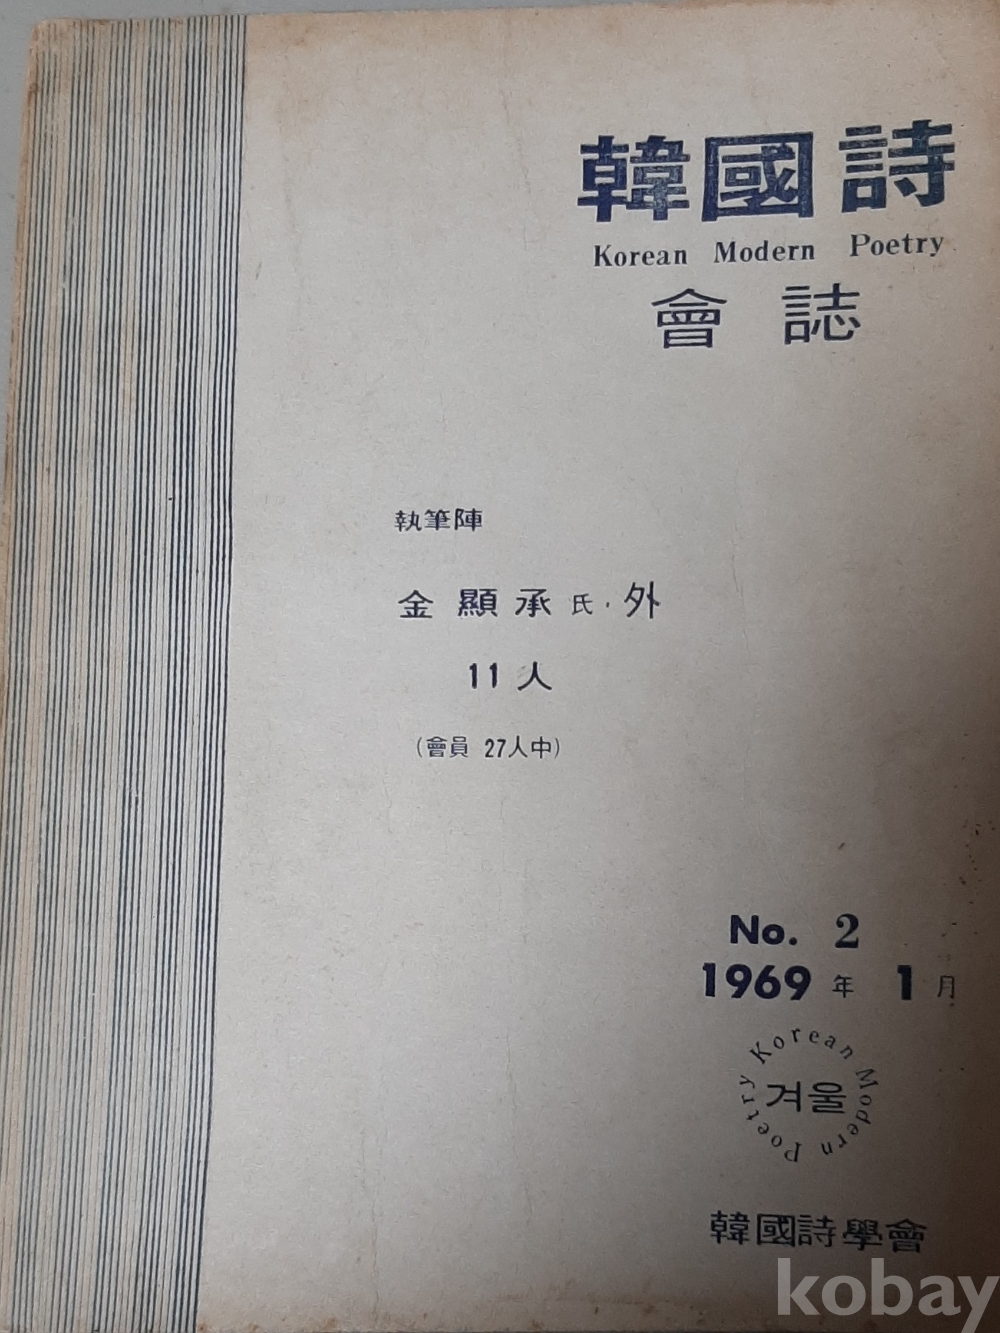 韓國詩
Korean Modern Poetry
會誌
執筆陣
金顯承氏·外
11人
(會員 27人中)
No. 2
1969年 1月
Korean Modern Poetry
겨울
韓國詩學會
kobay